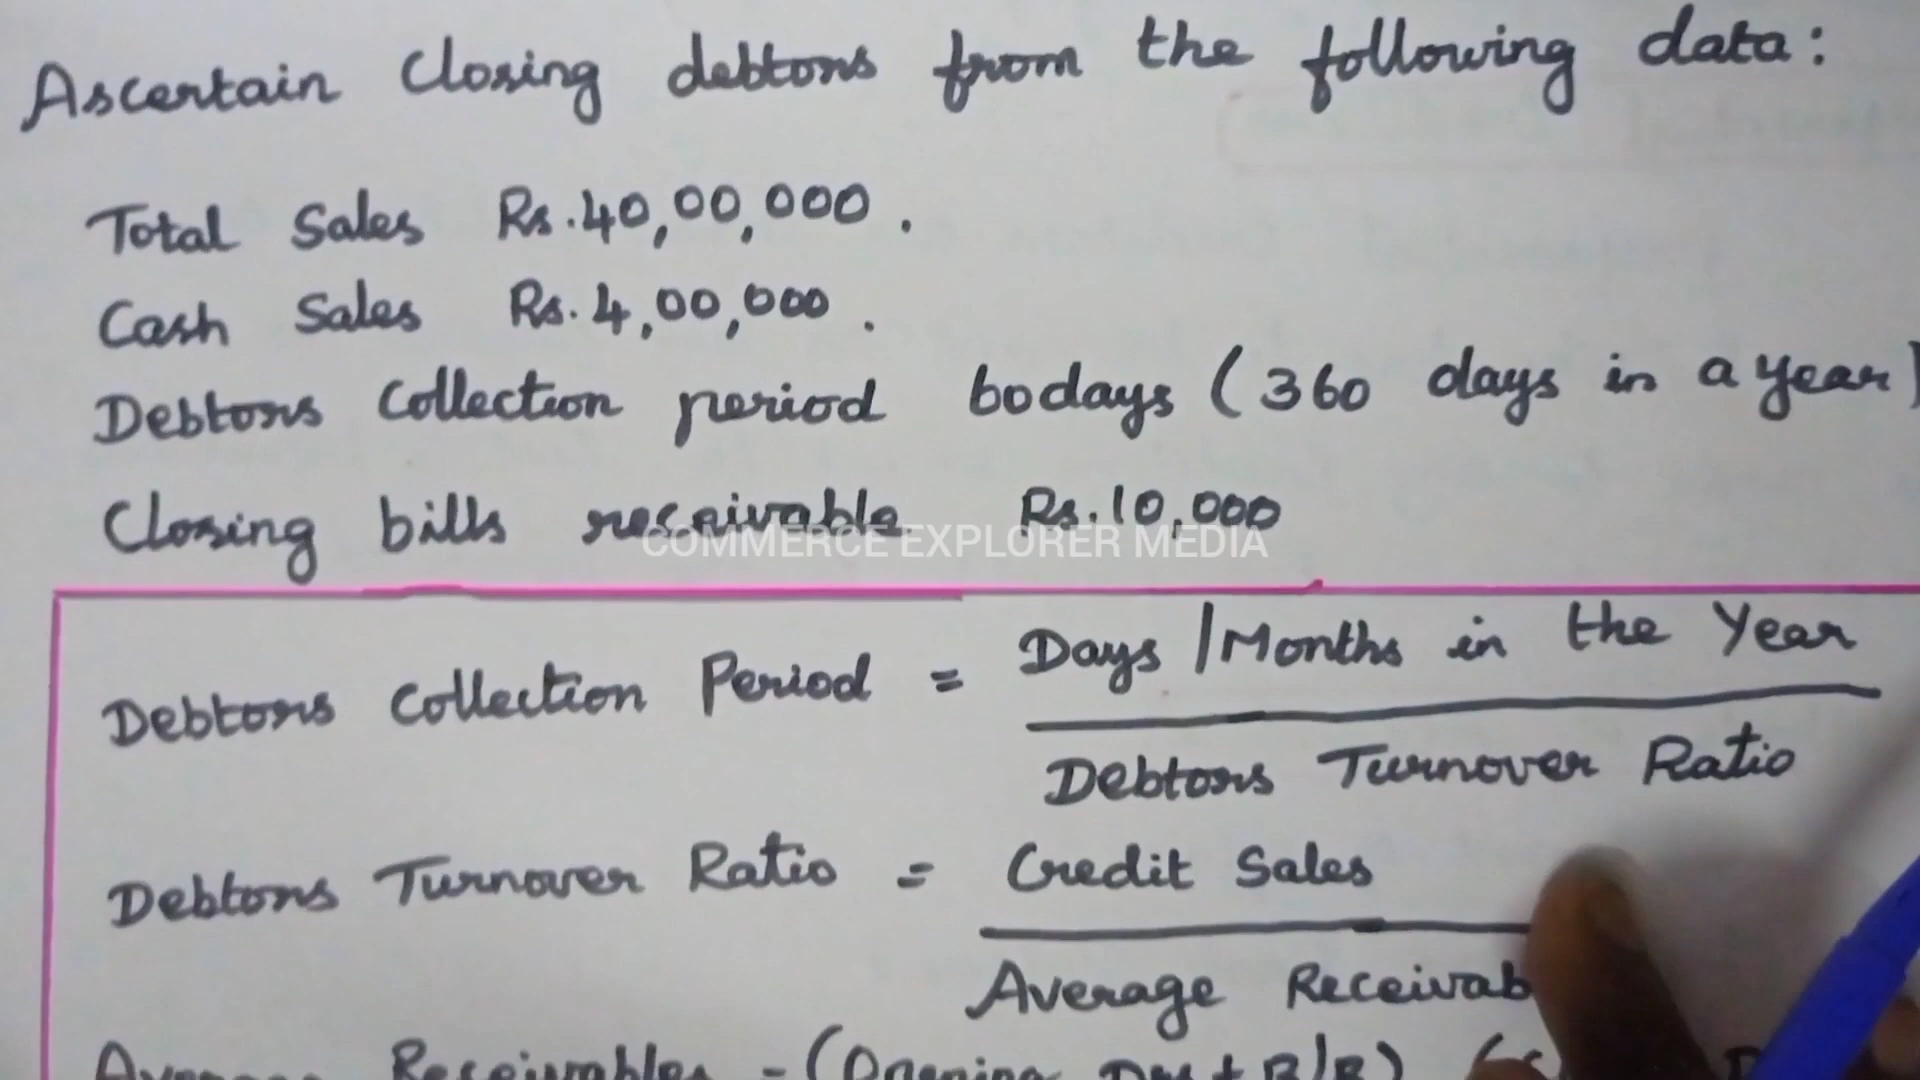 Ascertain Closing debtors from the following data:
Total Sales Rs.40,00,000.
Cash Sales Rs.4,00,000.
Debtors Collection period 60days (360 days in a year)
Closing bills receivable Rs.10,000
COMMERCE EXPLORER MEDIA
Debtors Collection Period = Days/Months in the Year
Debtors Turnover Ratio
Debtors Turnover Ratio = Credit Sales
Average Receivab
Receivables = (Opening + B/R)